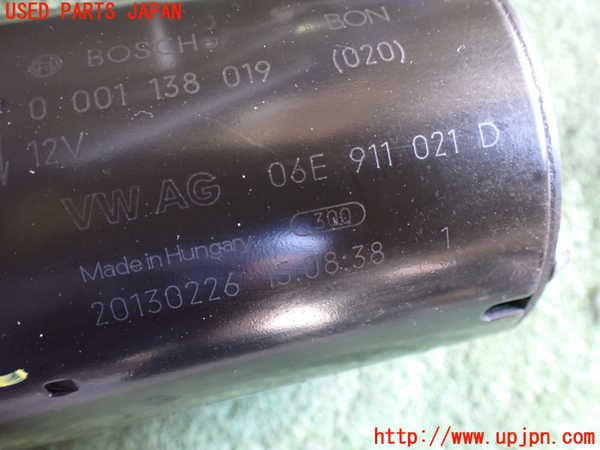 USED PARTS JAPAN
BOSCH BON
0 001 138 019 (020)
12V
VW AG 06E 911 021 D
300
Made in Hungary
20130226 15:08:38 1
http://www.upjpn.com/